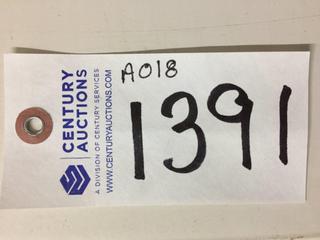 CENTURY
AUCTIONS
A DIVISION OF CENTURY SERVICES
WWW.CENTURYAUCTIONS.COM
A018
1391